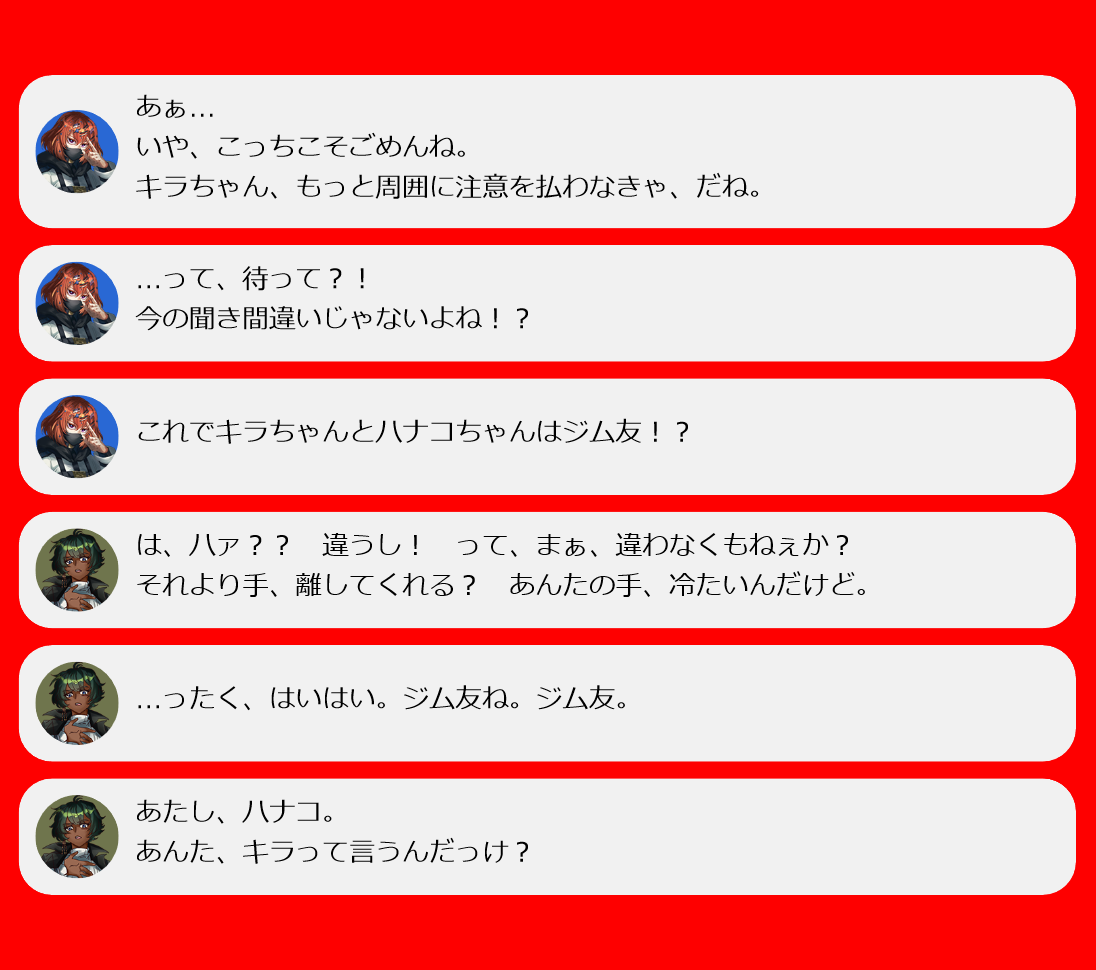 あぁ…
いや、こっちこそごめんね。
キラちゃん、もっと周囲に注意を払わなきゃ、だね。
…って、待って？！
今の聞き間違いじゃないよね！？
これでキラちゃんとハナコちゃんはジム友！？
は、ハァ？？　違うし！　って、まぁ、違わなくもねぇか？
それより手、離してくれる？　あんたの手、冷たいんだけど。
…ったく、はいはい。ジム友ね。ジム友。
あたし、ハナコ。
あんた、キラって言うんだっけ？